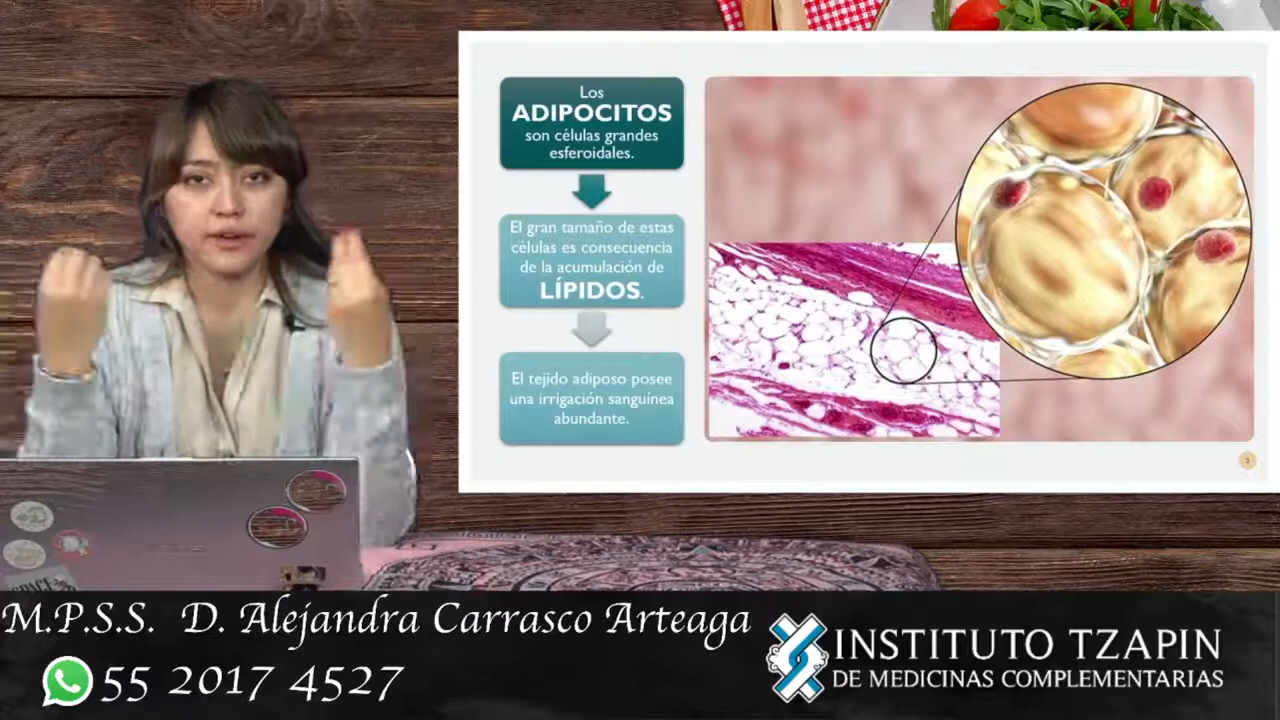 Los
ADIPOCITOS
son células grandes
esferoidales.
El gran tamaño de estas
células es consecuencia
de la acumulación de
LÍPIDOS.
El tejido adiposo posee
una irrigación sanguínea
abundante.
3
M.P.S.S. D. Alejandra Carrasco Arteaga
55 2017 4527
INSTITUTO TZAPIN
DE MEDICINAS COMPLEMENTARIAS